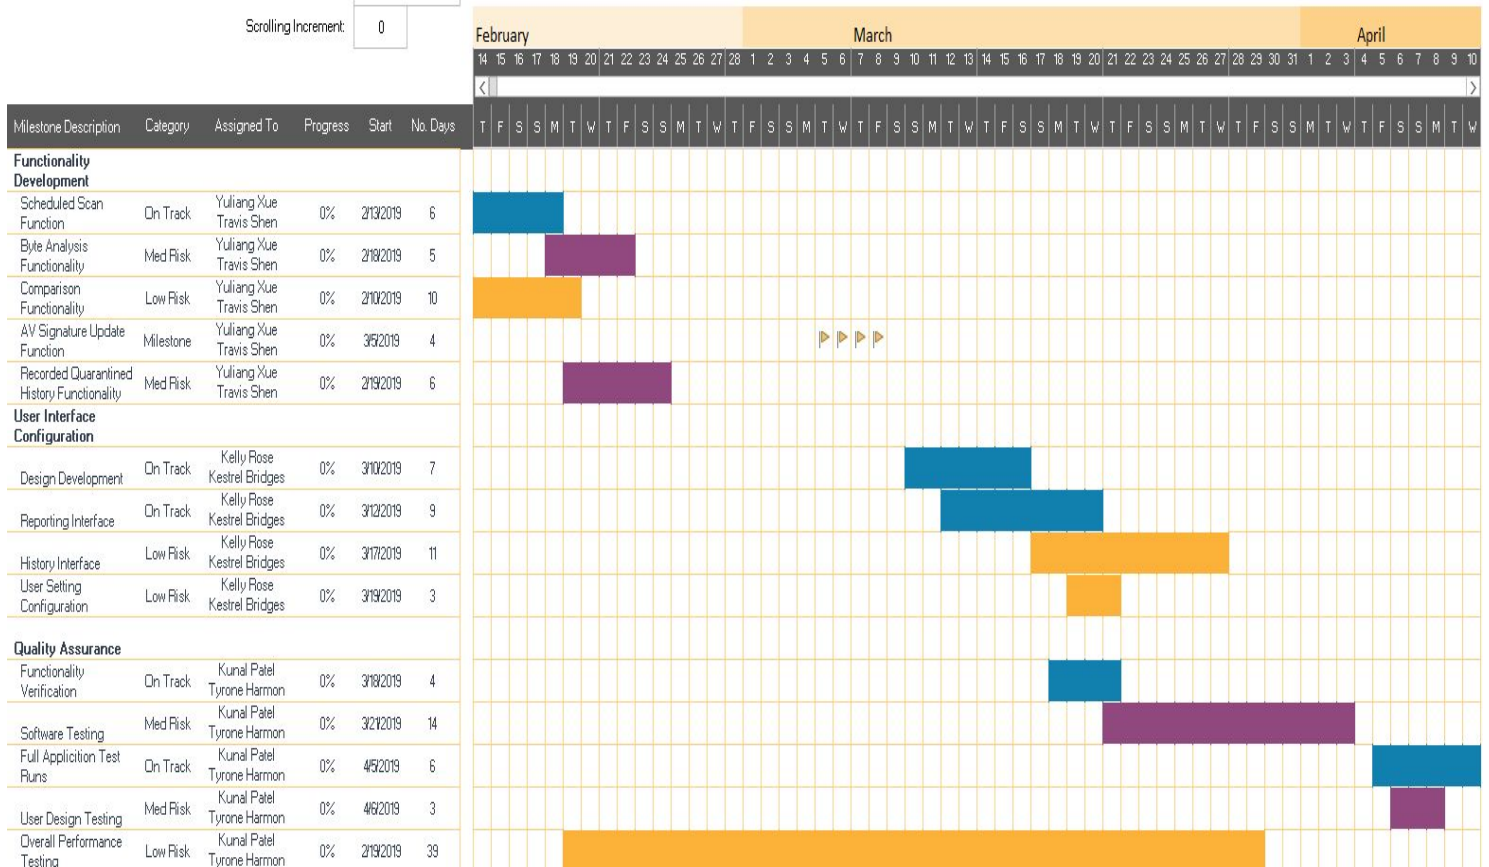 Scrolling Increment: 0
February March April
14 15 16 17 18 19 20 21 22 23 24 25 26 27 28 1 2 3 4 5 6 7 8 9 10 11 12 13 14 15 16 17 18 19 20 21 22 23 24 25 26 27 28 29 30 31 1 2 3 4 5 6 7 8 9 10
Milestone Description Category Assigned To Progress Start No. Days T F S S M T W T F S S M T W T F S S M T W T F S S M T W T F S S M T W T F S S M T W T F S S M T W T F S S M T W
Functionality
Development
Scheduled Scan
Function
On Track
Yuliang Xue
Travis Shen
0% 2/13/2019 6
Byte Analysis
Functionality
Med Risk
Yuliang Xue
Travis Shen
0% 2/18/2019 5
Comparison
Functionality
Low Risk
Yuliang Xue
Travis Shen
0% 2/10/2019 10
AV Signature Update
Function
Milestone
Yuliang Xue
Travis Shen
0% 3/5/2019 4
Recorded Quarantined
History Functionality
Med Risk
Yuliang Xue
Travis Shen
0% 2/19/2019 6
User Interface
Configuration
Design Development
On Track
Kelly Rose
Kestrel Bridges
0% 3/10/2019 7
Reporting Interface
On Track
Kelly Rose
Kestrel Bridges
0% 3/12/2019 9
History Interface
Low Risk
Kelly Rose
Kestrel Bridges
0% 3/17/2019 11
User Setting
Configuration
Low Risk
Kelly Rose
Kestrel Bridges
0% 3/19/2019 3
Quality Assurance
Functionality
Verification
On Track
Kunal Patel
Tyrone Harmon
0% 3/18/2019 4
Software Testing
Med Risk
Kunal Patel
Tyrone Harmon
0% 3/21/2019 14
Full Applicition Test
Runs
On Track
Kunal Patel
Tyrone Harmon
0% 4/5/2019 6
User Design Testing
Med Risk
Kunal Patel
Tyrone Harmon
0% 4/6/2019 3
Overall Performance
Testing
Low Risk
Kunal Patel
Tyrone Harmon
0% 2/19/2019 39